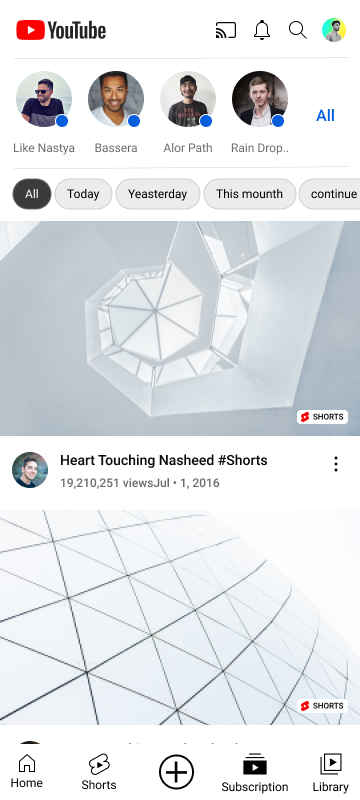 YouTube
Like Nastya
Bassera
Alor Path
Rain Drop..
All
All
Today
Yeasterday
This mounth
continue
SHORTS
Heart Touching Nasheed #Shorts
19,210,251 viewsJul • 1, 2016
SHORTS
Home
Shorts
Subscription
Library